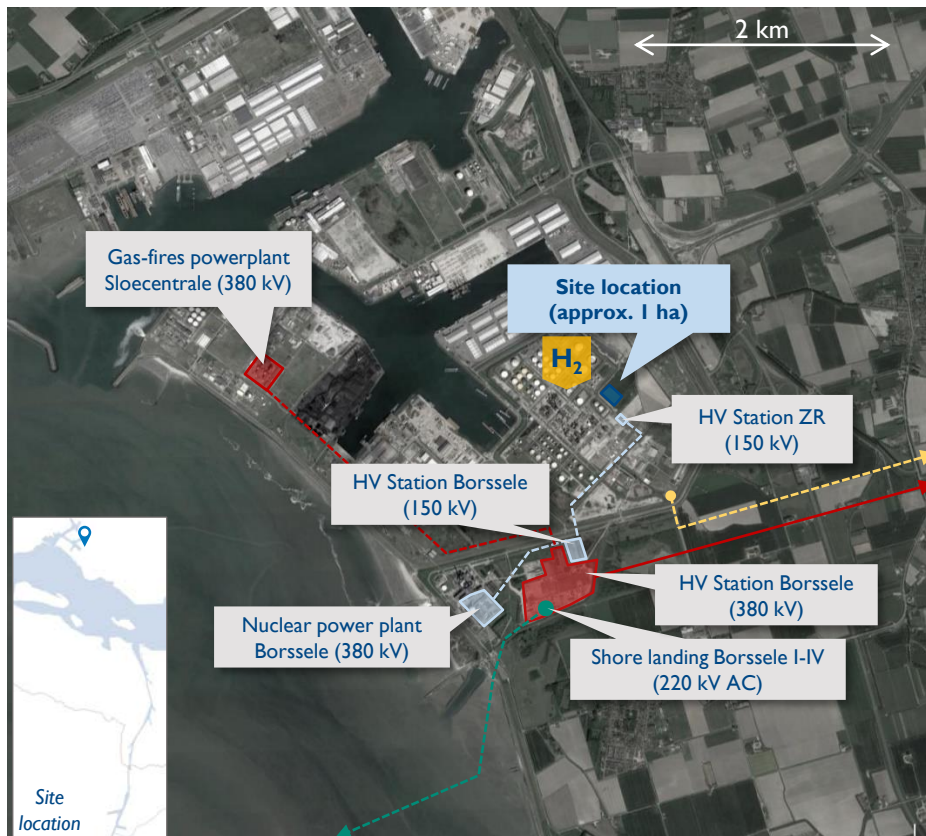 2 km
Gas-fires powerplant
Sloecentrale (380 kV)
Site location
(approx. 1 ha)
H2
HV Station ZR
(150 kV)
HV Station Borssele
(150 kV)
HV Station Borssele
(380 kV)
Nuclear power plant
Borssele (380 kV)
Shore landing Borssele I-IV
(220 kV AC)
Site
location